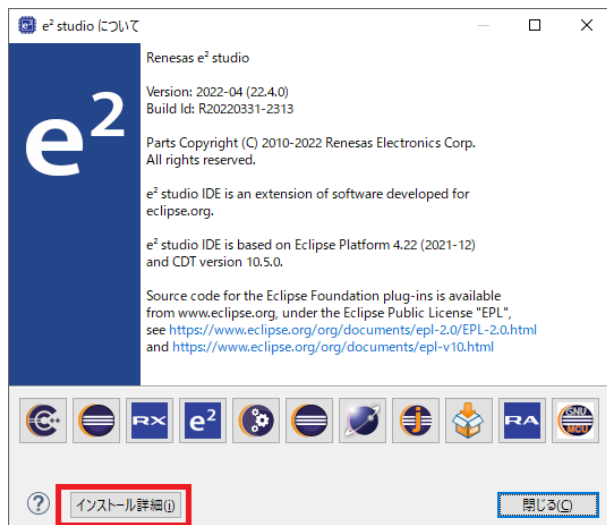 e² studio について
e²
Renesas e² studio
Version: 2022-04 (22.4.0)
Build Id: R20220331-2313
Parts Copyright (C) 2010-2022 Renesas Electronics Corp.
All rights reserved.
e² studio IDE is an extension of software developed for
eclipse.org.
e² studio IDE is based on Eclipse Platform 4.22 (2021-12)
and CDT version 10.5.0.
Source code for the Eclipse Foundation plug-ins is available
from www.eclipse.org, under the Eclipse Public License "EPL",
see https://www.eclipse.org/org/documents/epl-2.0/EPL-2.0.html
and https://www.eclipse.org/org/documents/epl-v10.html
C RX e² j RA GNU MCU
? インストール詳細(I) 閉じる(C)